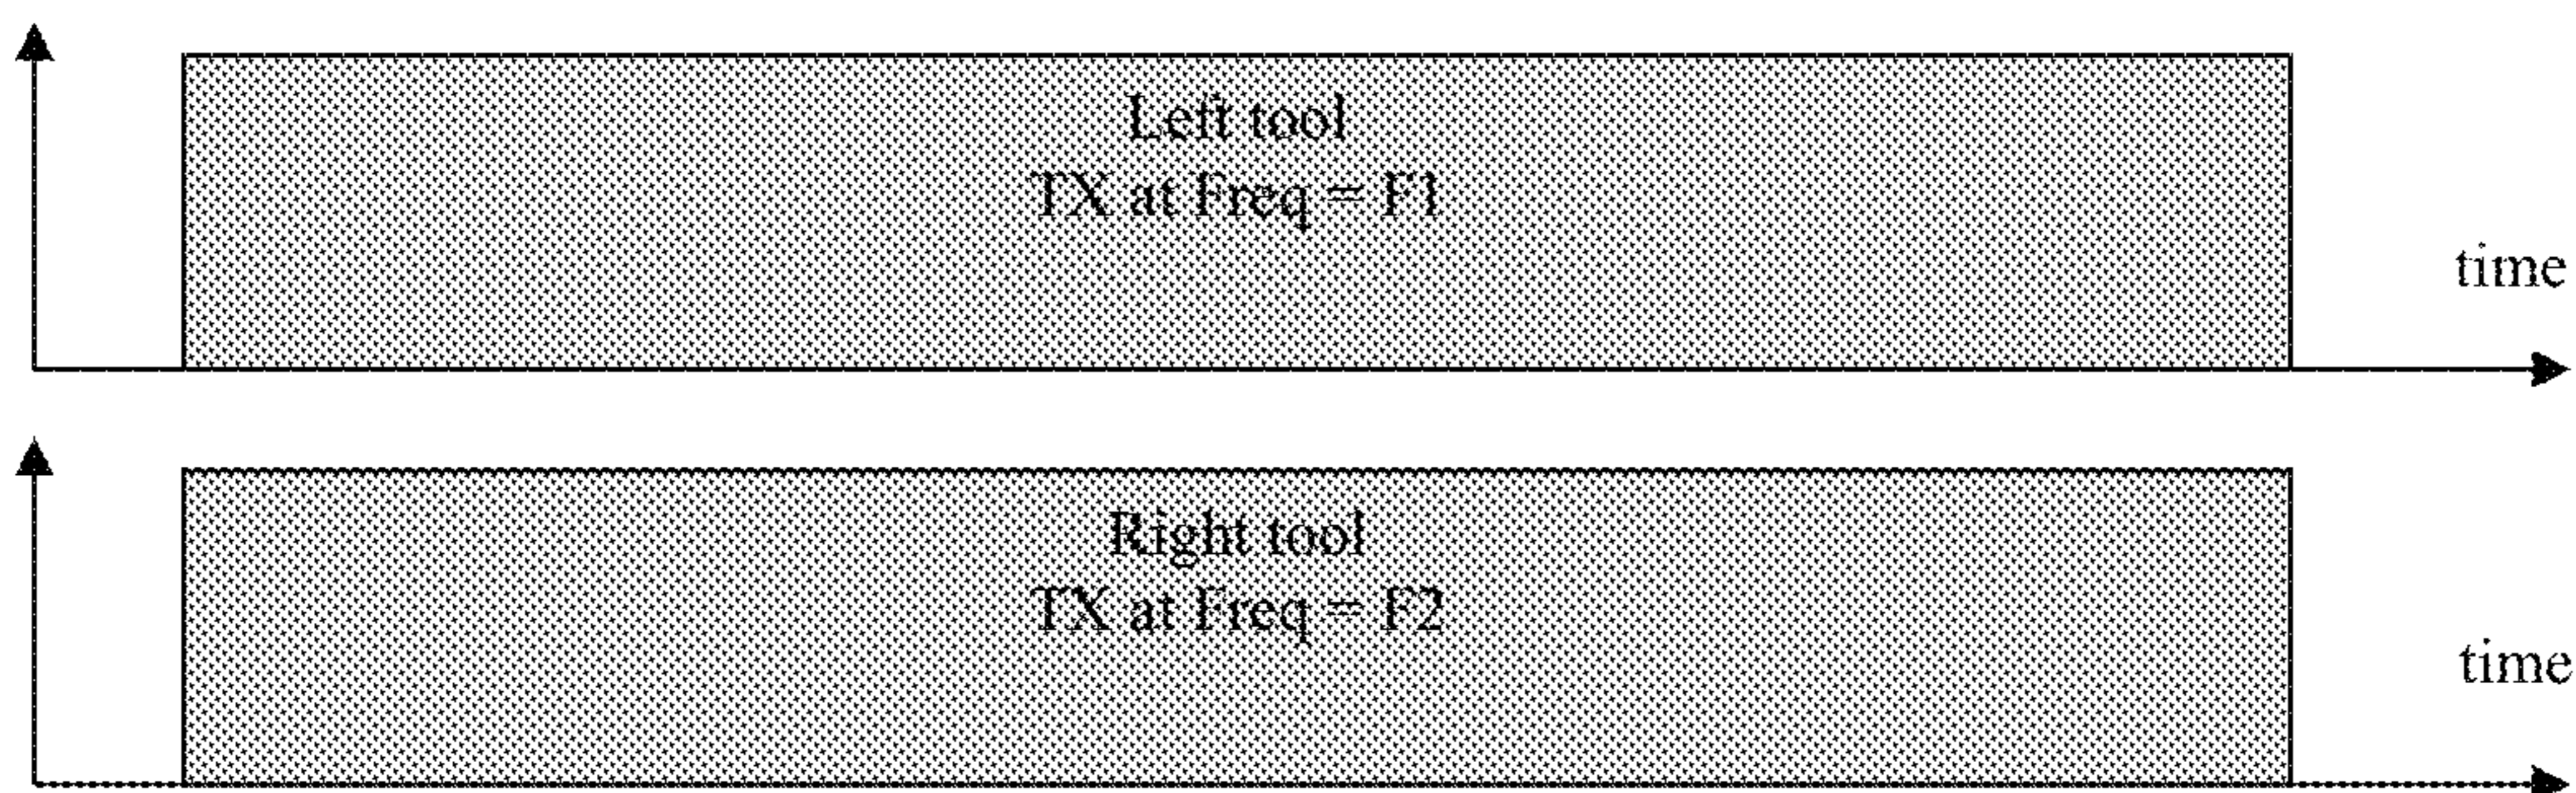 Left tool
TX at Freq = F1
time
Right tool
TX at Freq = F2
time